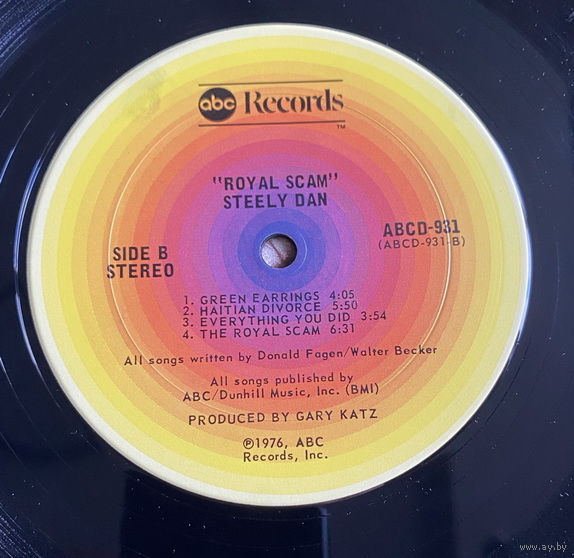 abc Records
™
"ROYAL SCAM"
STEELY DAN
ABCD-931
(ABCD-931-B)
SIDE B
STEREO
1. GREEN EARRINGS 4:05
2. HAITIAN DIVORCE 5:50
3. EVERYTHING YOU DID 3:54
4. THE ROYAL SCAM 6:31
All songs written by Donald Fagen/Walter Becker
All songs published by
ABC/Dunhill Music, Inc. (BMI)
PRODUCED BY GARY KATZ
℗1976, ABC
Records, Inc.
www.ay.by